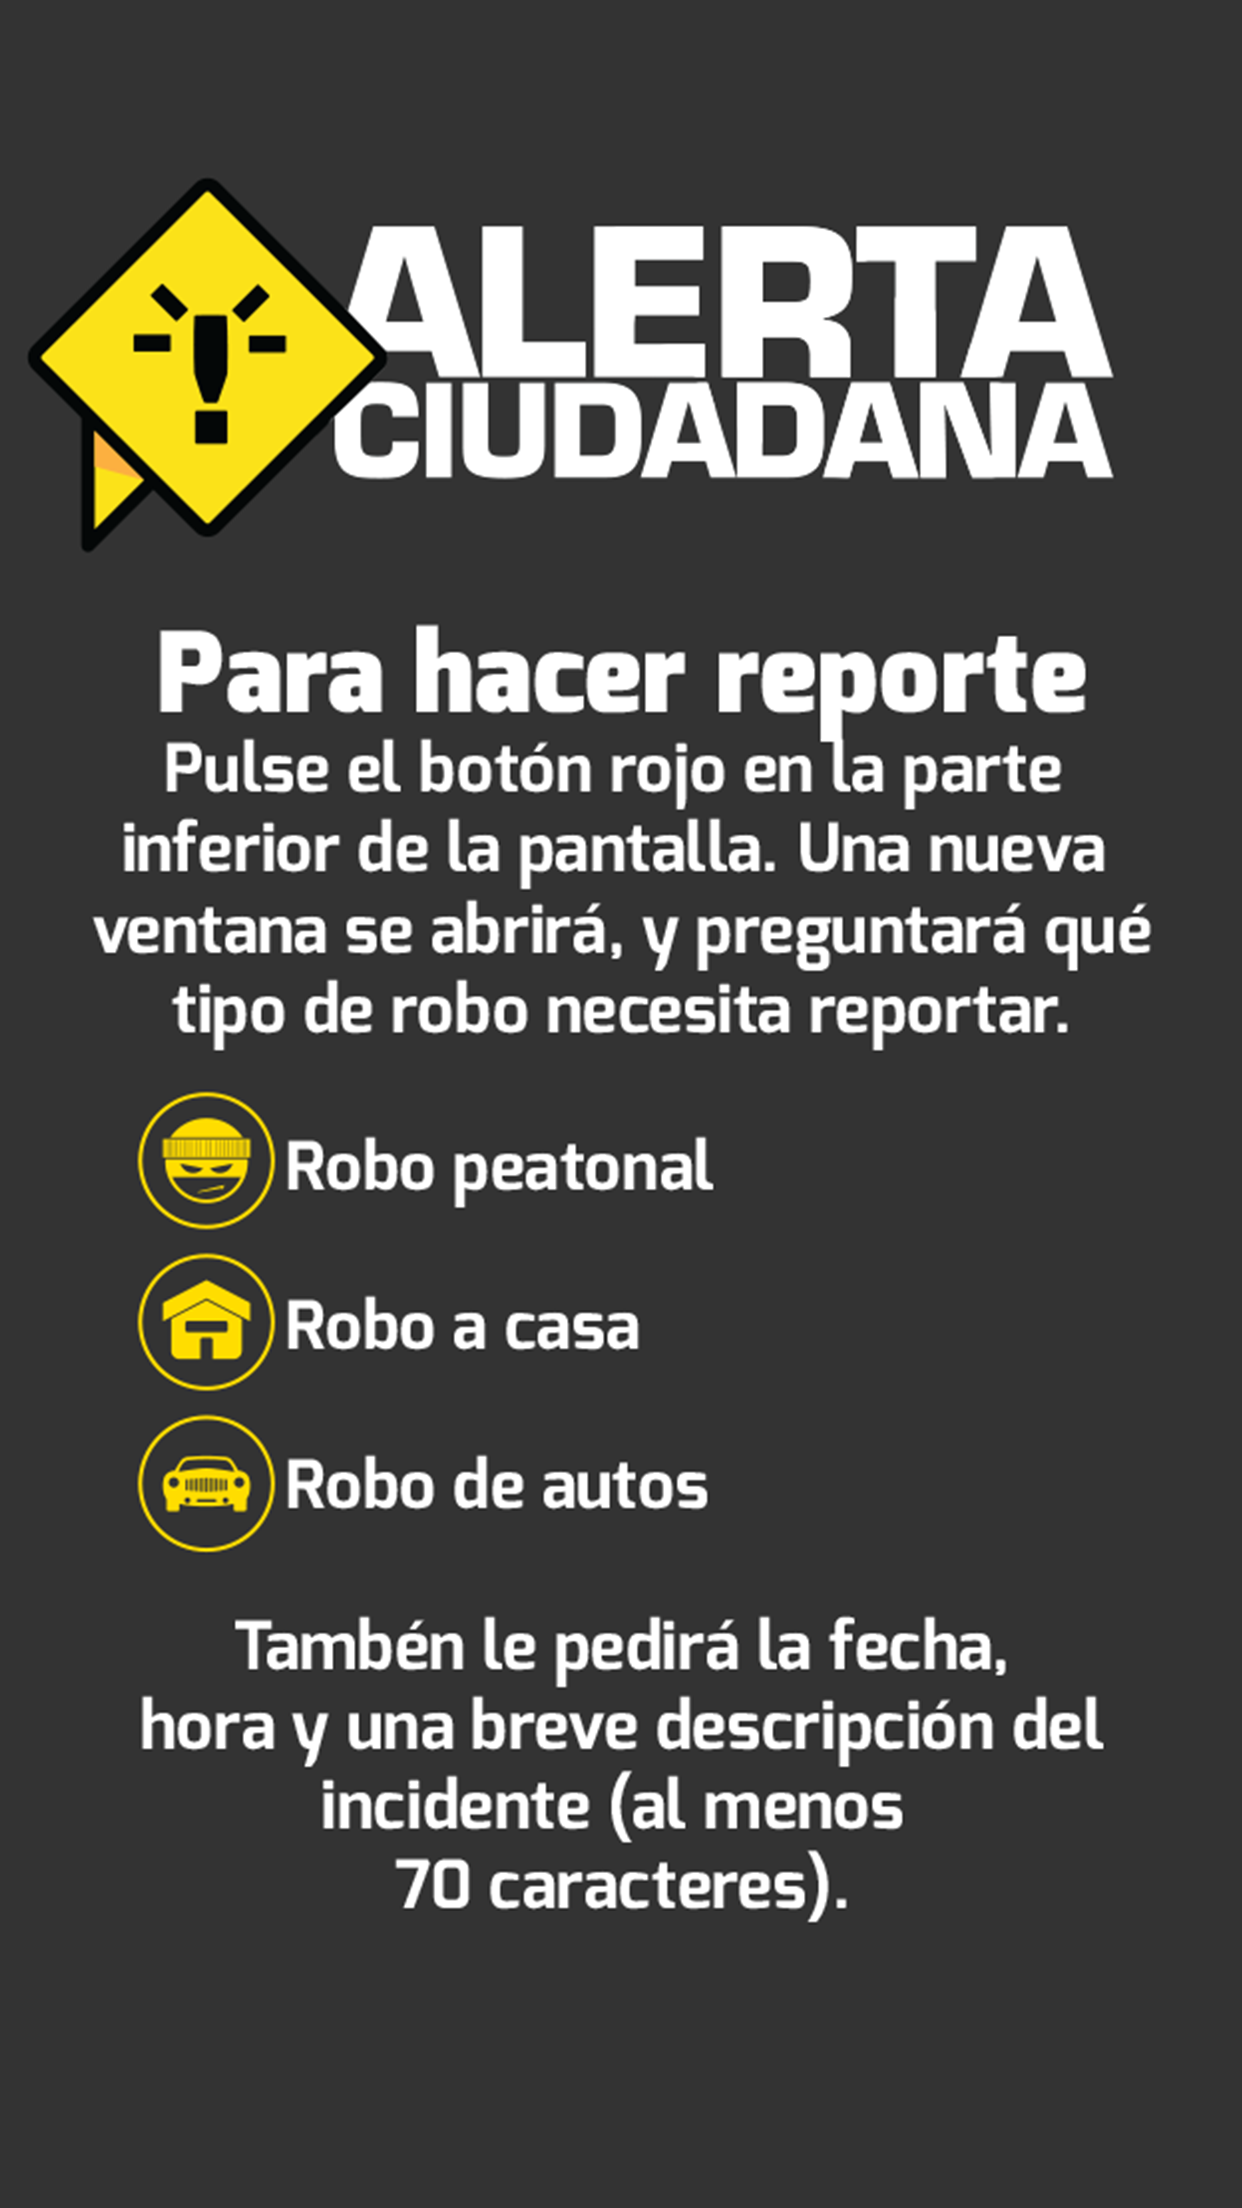 ALERTA
CIUDADANA
Para hacer reporte
Pulse el botón rojo en la parte
inferior de la pantalla. Una nueva
ventana se abrirá, y preguntará qué
tipo de robo necesita reportar.
Robo peatonal
Robo a casa
Robo de autos
Tambén le pedirá la fecha,
hora y una breve descripción del
incidente (al menos
70 caracteres).